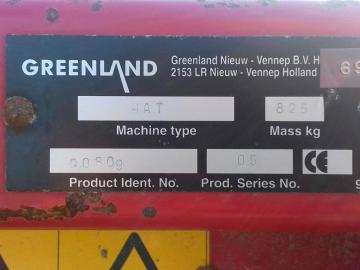 GREENLAND
Greenland Nieuw - Vennep B.V. H
2153 LR Nieuw - Vennep Holland
69
825
Machine type
Mass kg
05
CE
Product Ident. No.
Prod. Series No.